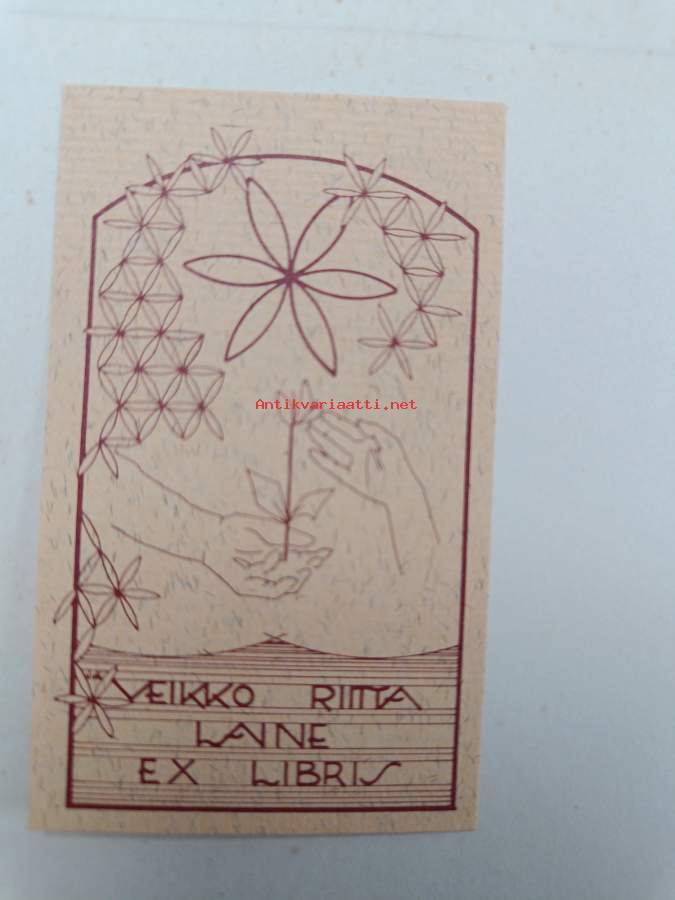 Antikvariaatti.net
VEIKKO RIITTA
LAINE
EX LIBRIS